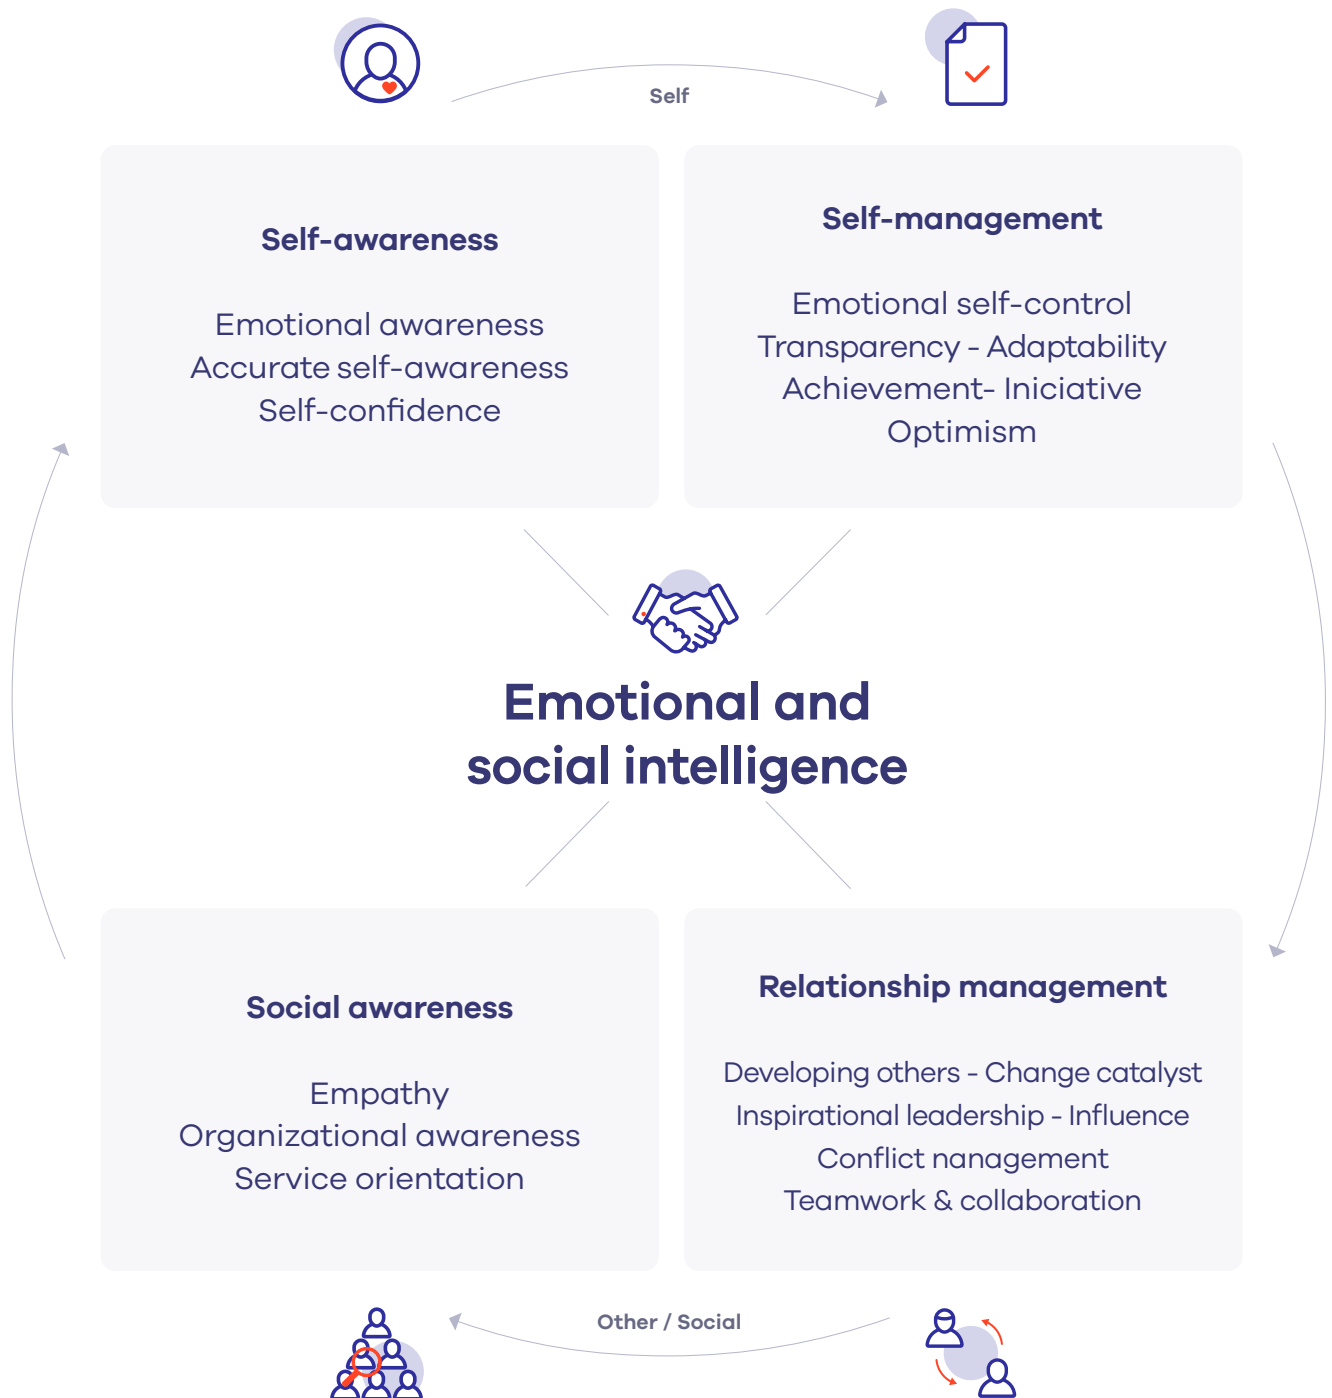 Self
Self-awareness
Emotional awareness
Accurate self-awareness
Self-confidence
Self-management
Emotional self-control
Transparency - Adaptability
Achievement- Iniciative
Optimism
Emotional and
social intelligence
Social awareness
Empathy
Organizational awareness
Service orientation
Relationship management
Developing others - Change catalyst
Inspirational leadership - Influence
Conflict nanagement
Teamwork & collaboration
Other / Social